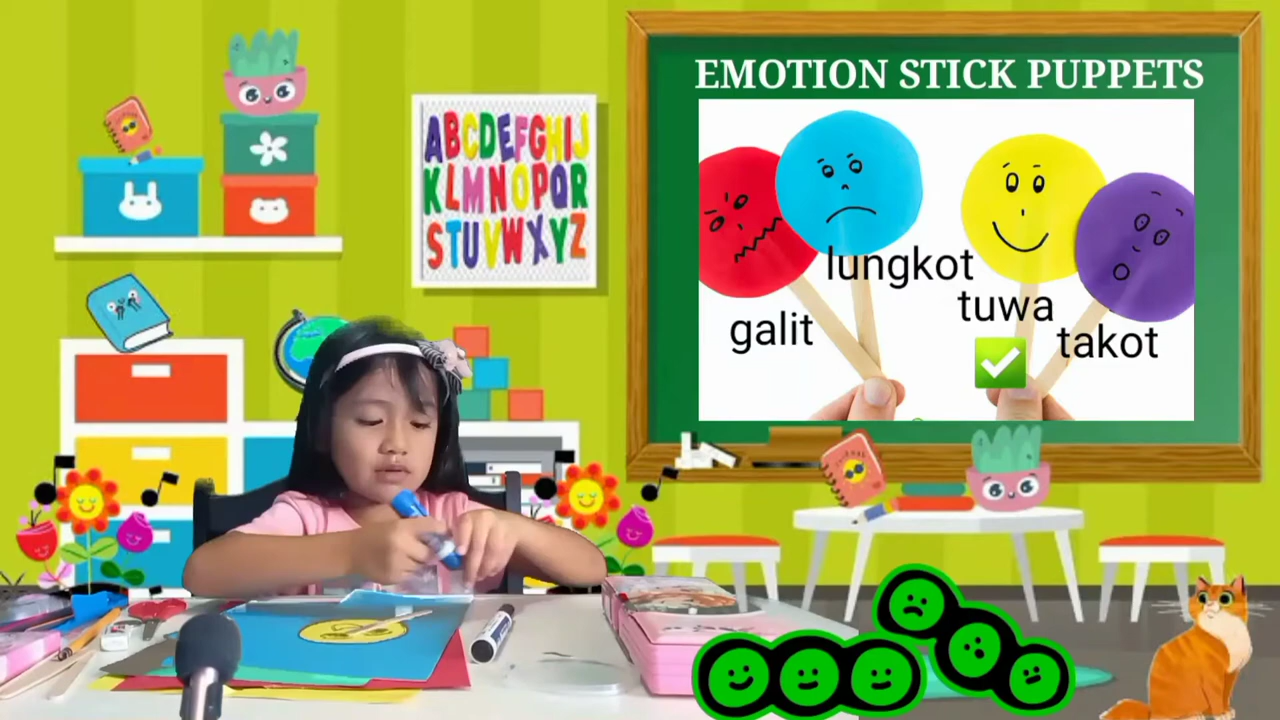 EMOTION STICK PUPPETS
ABCDEFGHIJ
KLMNOPQR
STUVWXYZ
lungkot
tuwa
galit
takot